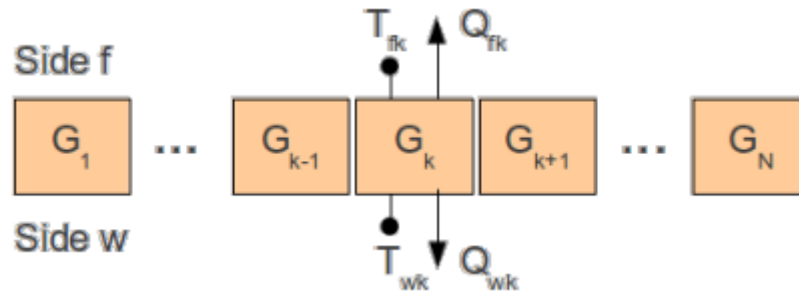 T_fk Q_fk
Side f
G_1 ... G_k-1 G_k G_k+1 ... G_N
Side w
T_wk Q_wk